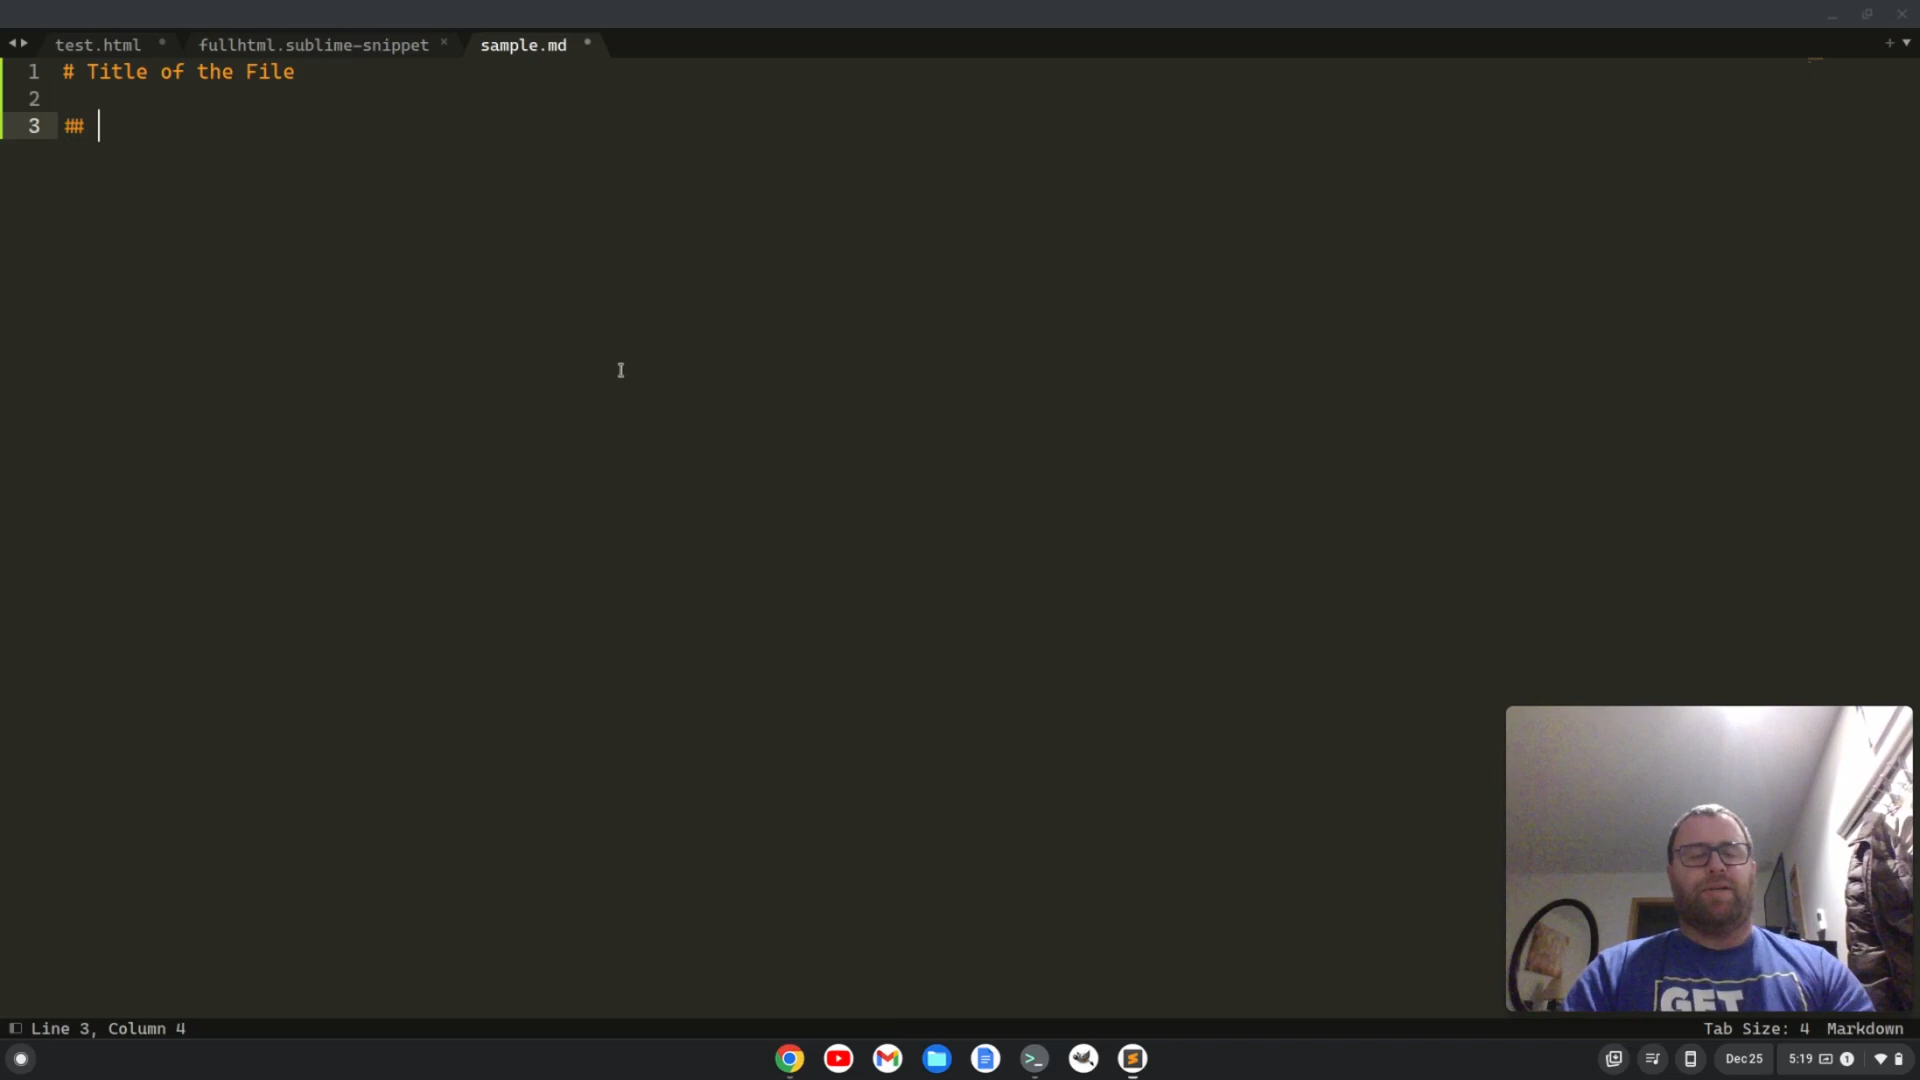 test.html
fullhtml.sublime-snippet
sample.md
1 # Title of the File
2
3 ##
GET
Line 3, Column 4
Tab Size: 4 Markdown
Dec 25
5:19
1